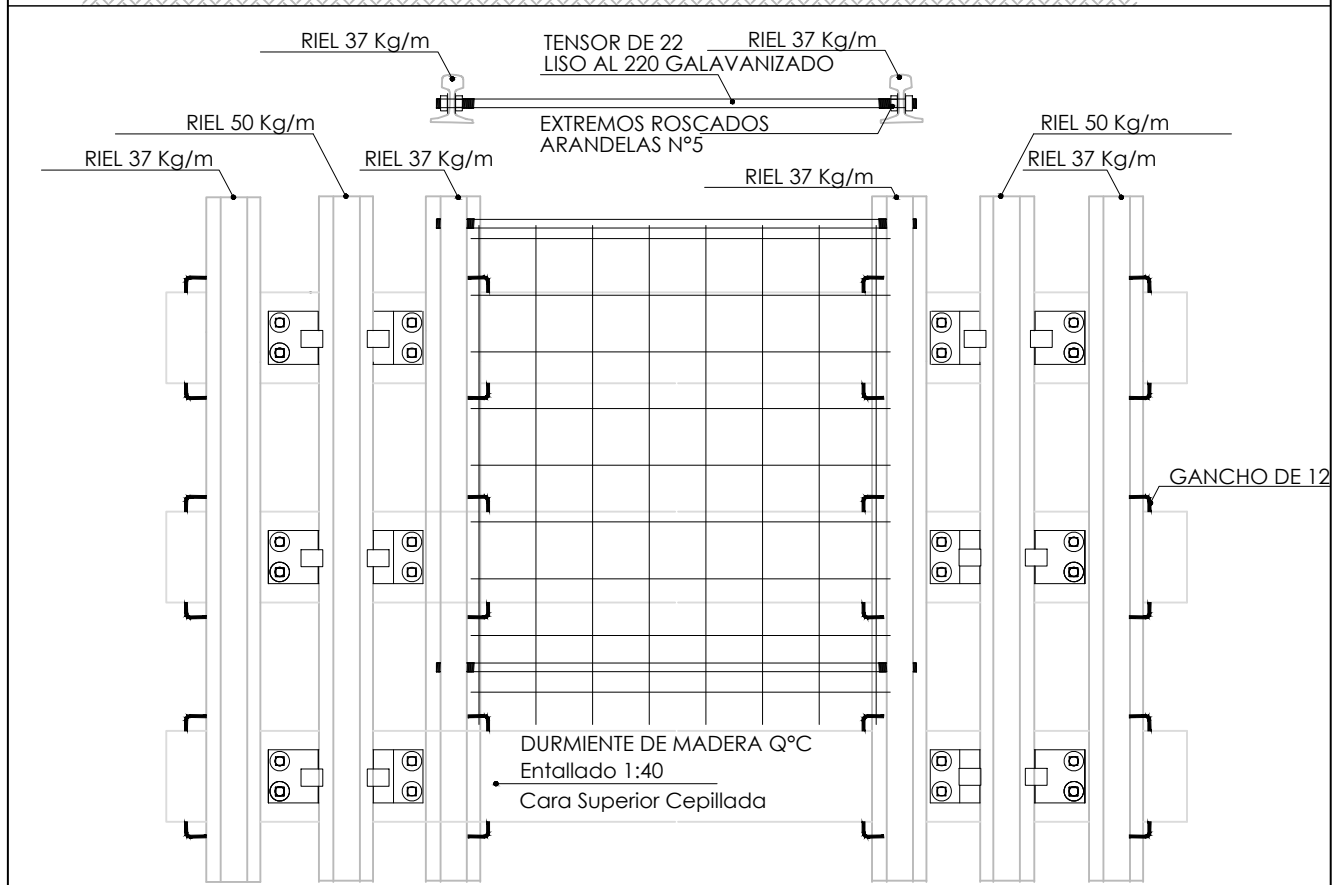 RIEL 37 Kg/m
TENSOR DE 22
LISO AL 220 GALAVANIZADO
RIEL 37 Kg/m
EXTREMOS ROSCADOS
ARANDELAS N°5
RIEL 50 Kg/m
RIEL 37 Kg/m
RIEL 37 Kg/m
RIEL 37 Kg/m
RIEL 50 Kg/m
RIEL 37 Kg/m
GANCHO DE 12
DURMIENTE DE MADERA Q°C
Entallado 1:40
Cara Superior Cepillada